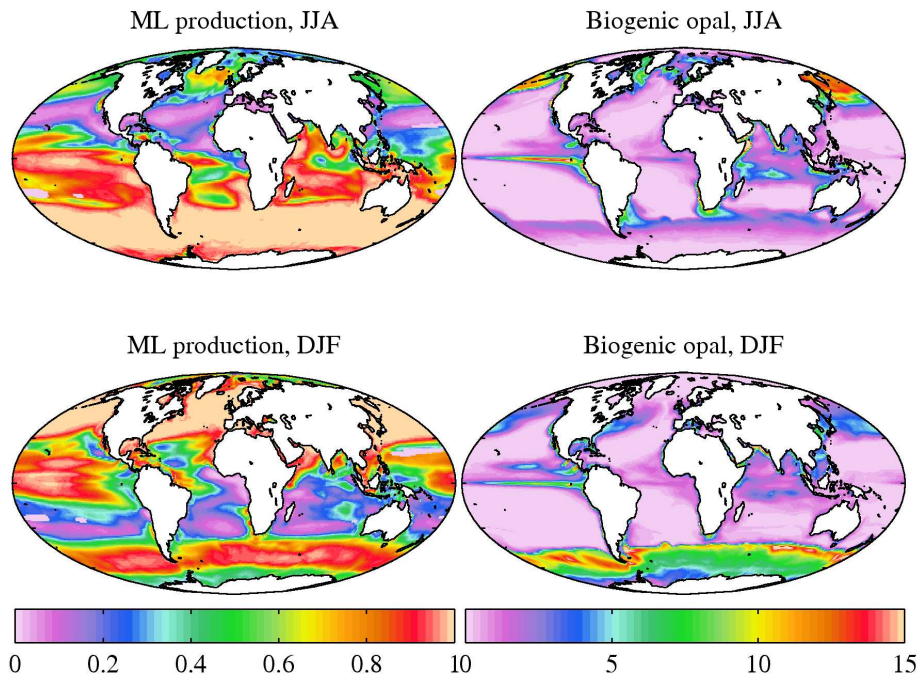 ML production, JJA
Biogenic opal, JJA
ML production, DJF
Biogenic opal, DJF
0 0.2 0.4 0.6 0.8 10 5 10 15